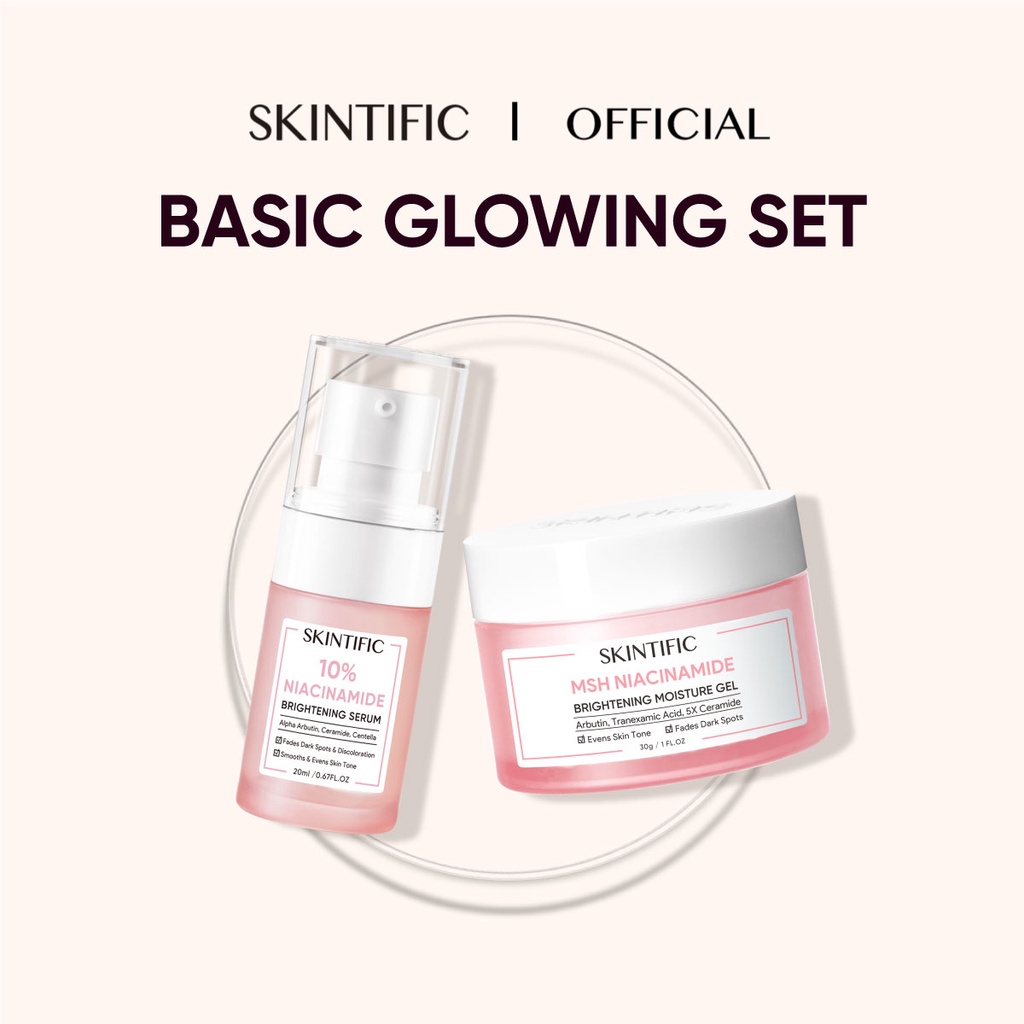 SKINTIFIC | OFFICIAL
BASIC GLOWING SET
SKINTIFIC
10%
NIACINAMIDE
BRIGHTENING SERUM
Alpha Arbutin, Ceramide, Centella
☑ Fades Dark Spots & Discoloration
☑ Smooths & Evens Skin Tone
20ml /0.67FL.OZ
SKINTIFIC
MSH NIACINAMIDE
BRIGHTENING MOISTURE GEL
Arbutin, Tranexamic Acid, 5X Ceramide
☑ Evens Skin Tone ☑ Fades Dark Spots
30g / 1 FL.OZ